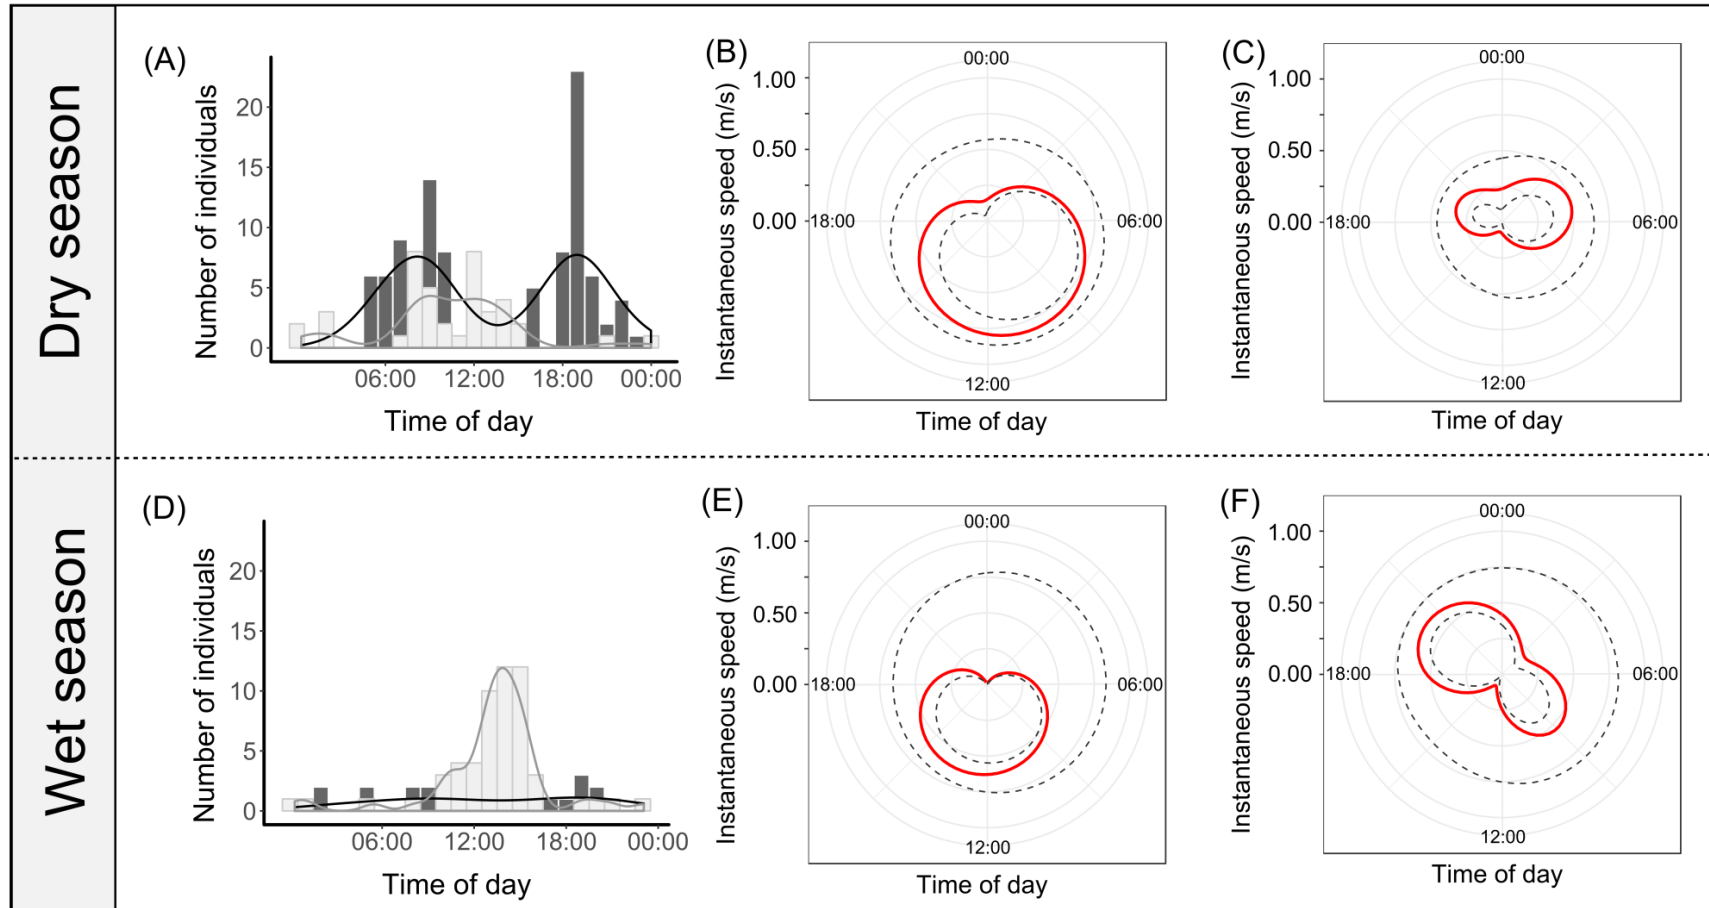 Dry season
(A)
Number of individuals
20
15
10
5
0
06:00 12:00 18:00 00:00
Time of day
(B)
Instantaneous speed (m/s)
1.00
0.50
0.00
00:00
18:00
06:00
12:00
Time of day
(C)
Instantaneous speed (m/s)
1.00
0.50
0.00
00:00
18:00
06:00
12:00
Time of day
Wet season
(D)
Number of individuals
20
15
10
5
0
06:00 12:00 18:00 00:00
Time of day
(E)
Instantaneous speed (m/s)
1.00
0.50
0.00
00:00
18:00
06:00
12:00
Time of day
(F)
Instantaneous speed (m/s)
1.00
0.50
0.00
00:00
18:00
06:00
12:00
Time of day